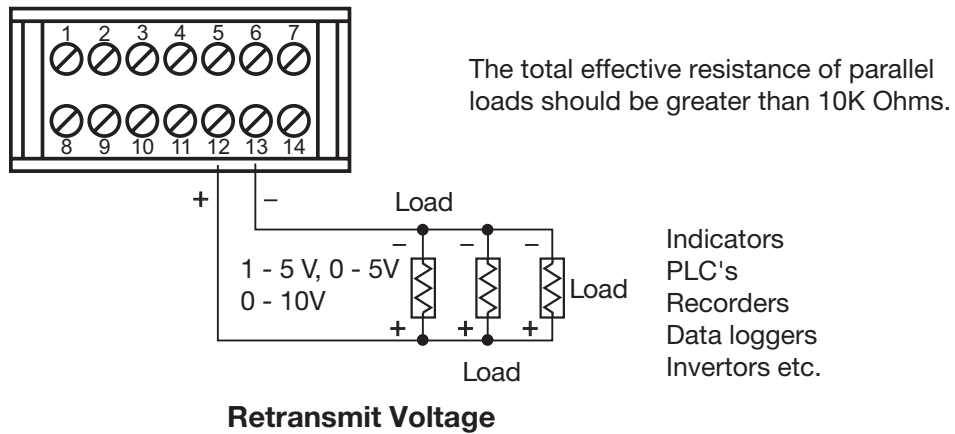 1 2 3 4 5 6 7
8 9 10 11 12 13 14
The total effective resistance of parallel
loads should be greater than 10K Ohms.
+ –
Load
– – –
1 - 5 V, 0 - 5V
0 - 10V
Load
+ + +
Load
Indicators
PLC's
Recorders
Data loggers
Invertors etc.
Retransmit Voltage